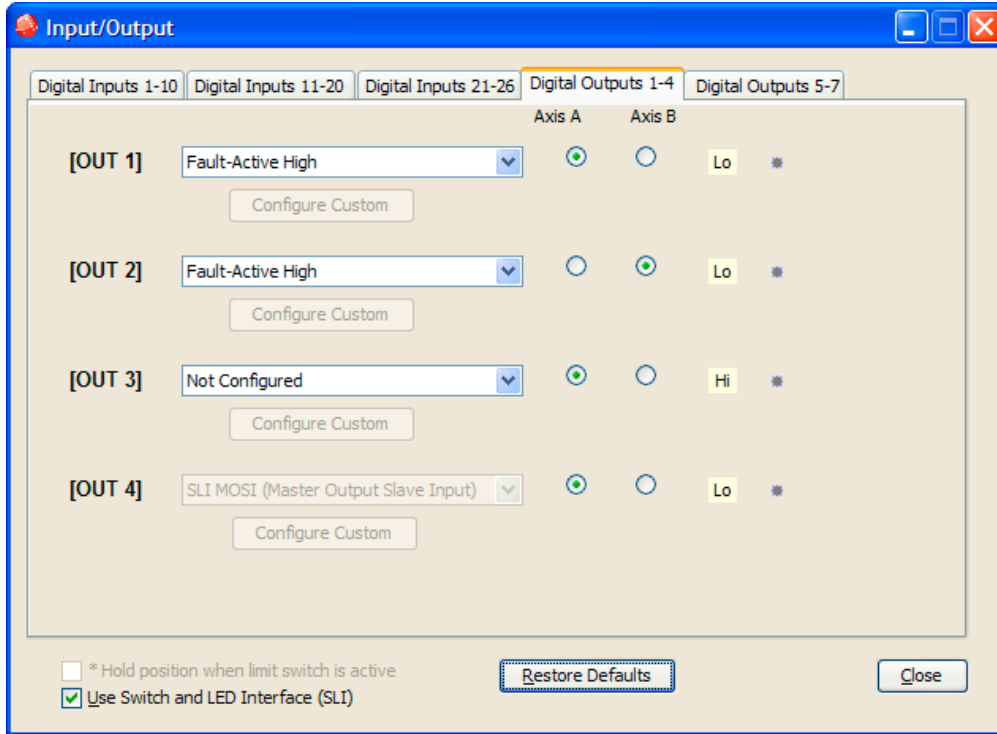 Input/Output
Digital Inputs 1-10 Digital Inputs 11-20 Digital Inputs 21-26 Digital Outputs 1-4 Digital Outputs 5-7
Axis A Axis B
[OUT 1] Fault-Active High Lo
Configure Custom
[OUT 2] Fault-Active High Lo
Configure Custom
[OUT 3] Not Configured Hi
Configure Custom
[OUT 4] SLI MOSI (Master Output Slave Input) Lo
Configure Custom
* Hold position when limit switch is active
Restore Defaults Close
Use Switch and LED Interface (SLI)